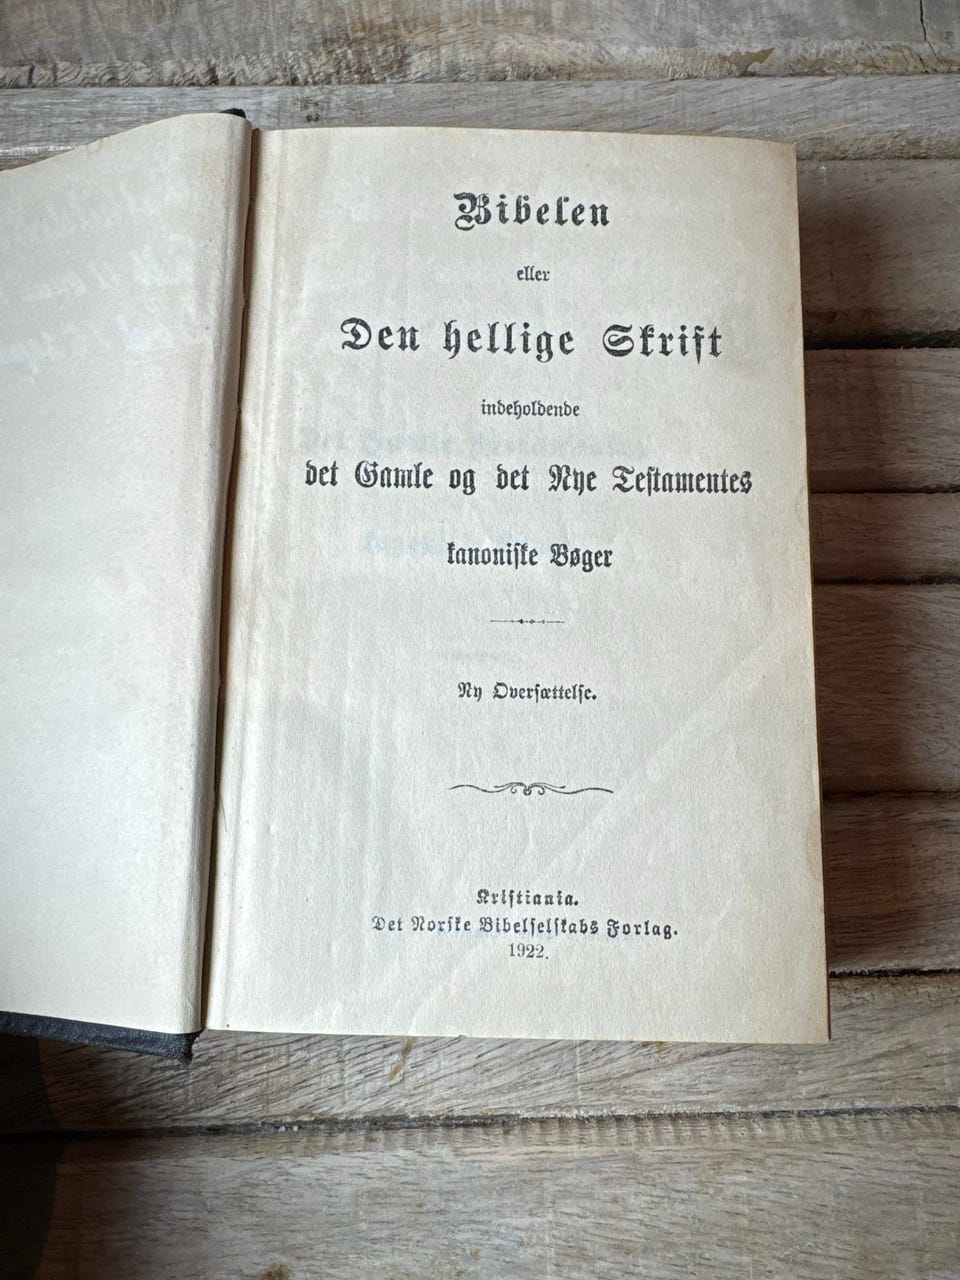 Bibelen
eller
Den hellige Skrift
indeholdende
det Gamle og det Nye Testamentes
kanoniske Bøger
Ny Oversættelse.
Kristiania.
Det Norske Bibelselskabs Forlag.
1922.